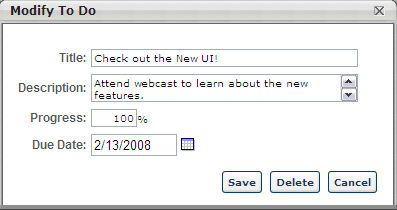 Modify To Do
Title: Check out the New UI!
Description: Attend webcast to learn about the new
features.
Progress: 100 %
Due Date: 2/13/2008
Save Delete Cancel